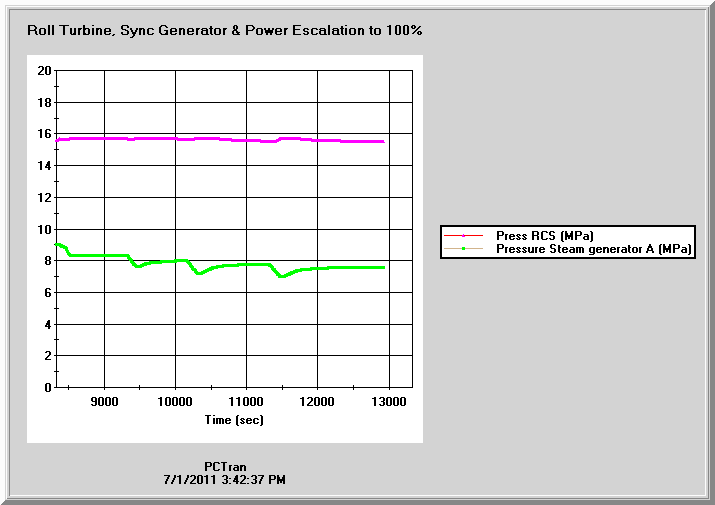 Roll Turbine, Sync Generator & Power Escalation to 100%
20
18
16
14
12
10
8
6
4
2
0
9000 10000 11000 12000 13000
Time (sec)
Press RCS (MPa)
Pressure Steam generator A (MPa)
PCTran
7/1/2011 3:42:37 PM